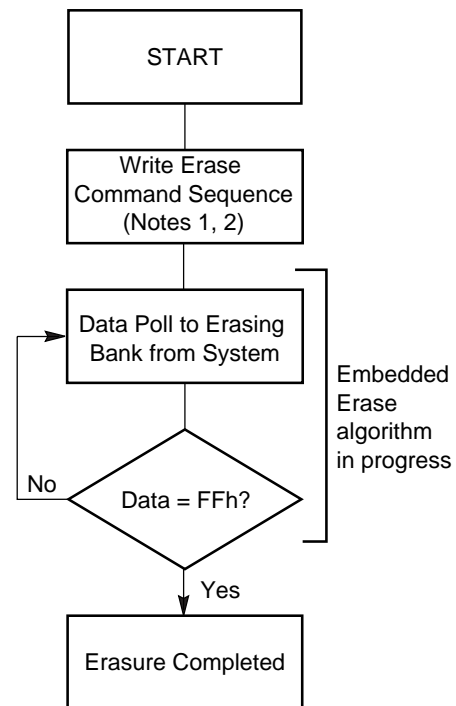 START
Write Erase
Command Sequence
(Notes 1, 2)
Data Poll to Erasing
Bank from System
Embedded
Erase
algorithm
in progress
No
Data = FFh?
Yes
Erasure Completed